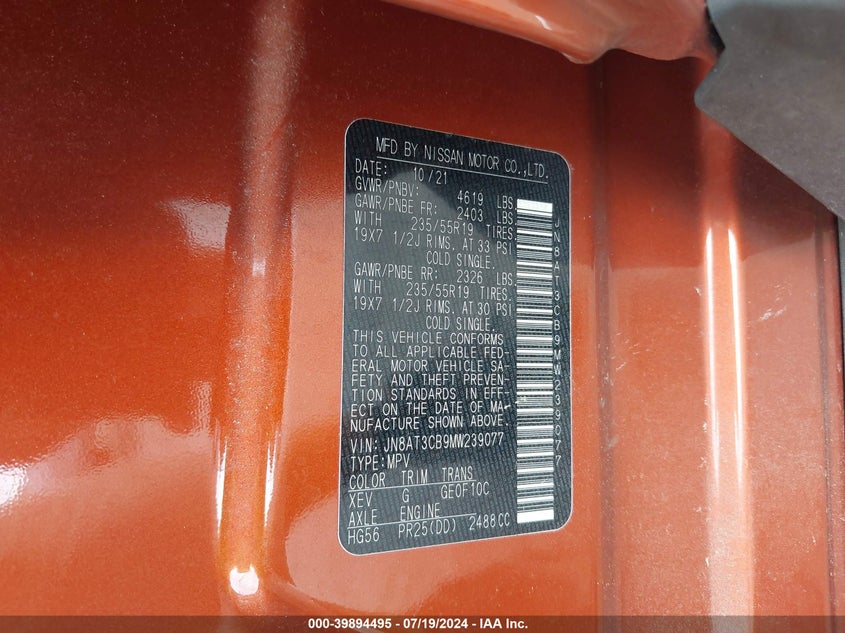 MFD BY NISSAN MOTOR CO.,LTD.
DATE: 10/21
GVWR/PNBV: 4619 LBS
GAWR/PNBE FR: 2403 LBS
WITH 235/55R19 TIRES
19X7 1/2J RIMS. AT 33 PSI
COLD SINGLE.
GAWR/PNBE RR: 2326 LBS
WITH 235/55R19 TIRES.
19X7 1/2J RIMS. AT 30 PSI
COLD SINGLE.
THIS VEHICLE CONFORMS
TO ALL APPLICABLE FED-
ERAL MOTOR VEHICLE SA-
FETY AND THEFT PREVEN-
TION STANDARDS IN EFF-
ECT ON THE DATE OF MA-
NUFACTURE SHOWN ABOVE.
VIN: JN8AT3CB9MW239077
TYPE: MPV
COLOR TRIM TRANS
XEV G GE0F10C
AXLE ENGINE
HG56 PR25(DD) 2488CC
JN8AT3CB9MW239077
000-39894495 - 07/19/2024 - IAA Inc.